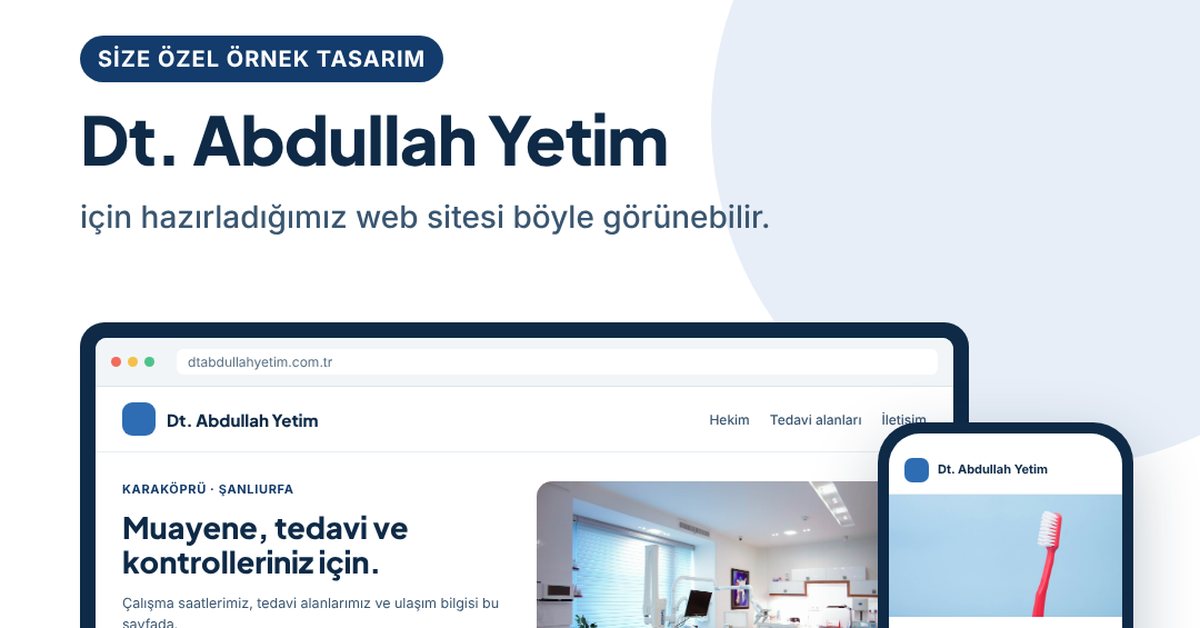 SİZE ÖZEL ÖRNEK TASARIM
Dt. Abdullah Yetim
için hazırladığımız web sitesi böyle görünebilir.
dtabdullahyetim.com.tr
Dt. Abdullah Yetim
Hekim Tedavi alanları İletişim
Dt. Abdullah Yetim
KARAKÖPRÜ · ŞANLIURFA
Muayene, tedavi ve
kontrolleriniz için.
Çalışma saatlerimiz, tedavi alanlarımız ve ulaşım bilgisi bu
sayfada.